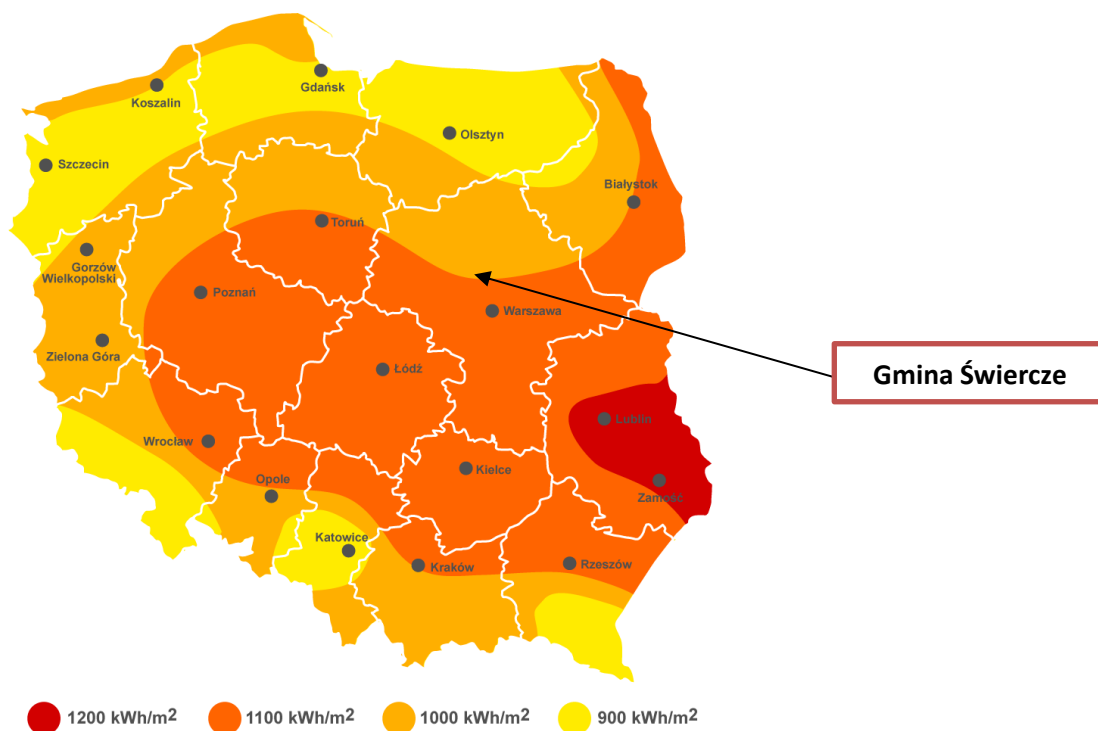 Gdańsk
Koszalin
Olsztyn
Szczecin
Białystok
Toruń
Gorzów
Wielkopolski
Poznań
Warszawa
Zielona Góra
Łódź
Gmina Świercze
Lublin
Wrocław
Kielce
Opole
Zamość
Katowice
Kraków
Rzeszów
1200 kWh/m²
1100 kWh/m²
1000 kWh/m²
900 kWh/m²